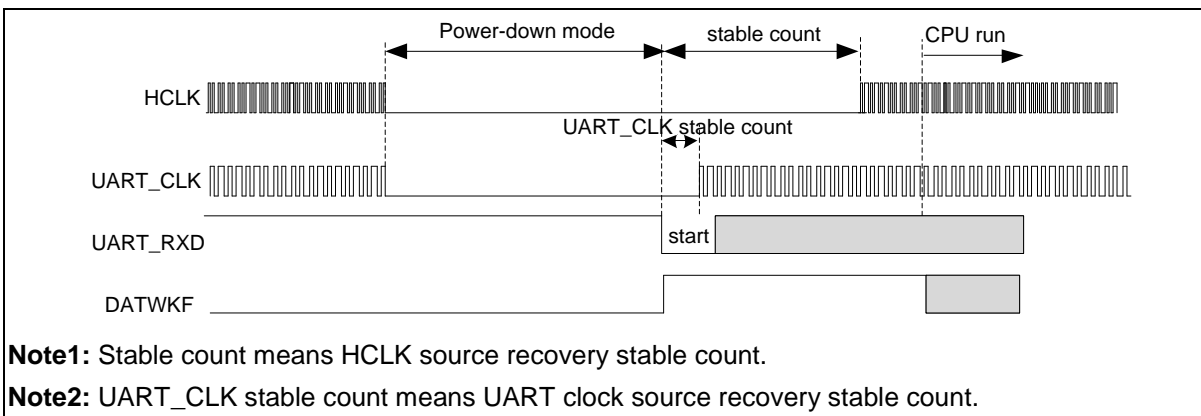 Power-down mode
stable count
CPU run
HCLK
UART_CLK stable count
UART_CLK
UART_RXD
start
DATWKF
Note1: Stable count means HCLK source recovery stable count.
Note2: UART_CLK stable count means UART clock source recovery stable count.